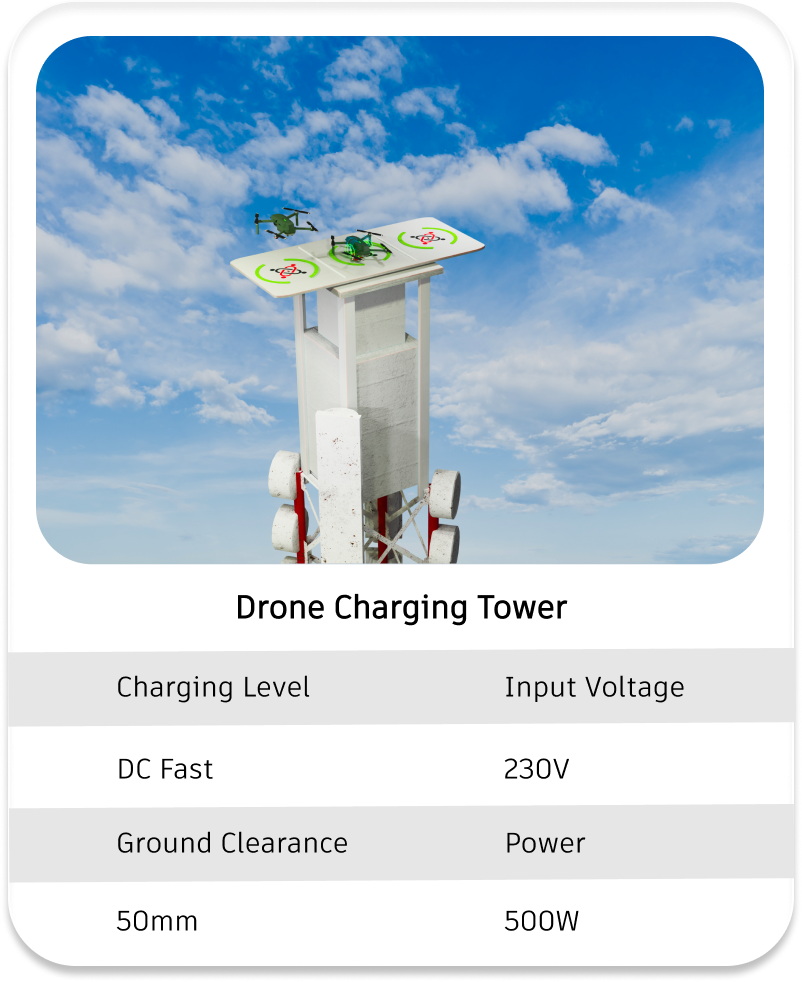 Drone Charging Tower
Charging Level Input Voltage
DC Fast 230V
Ground Clearance Power
50mm 500W